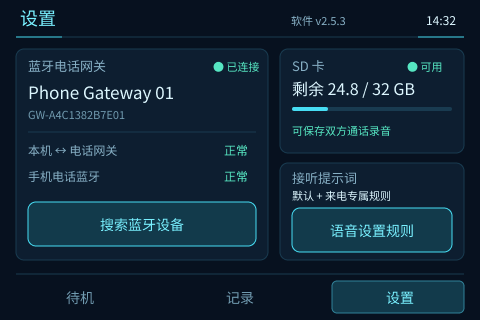 设置
软件 v2.5.3
14:32
蓝牙电话网关
已连接
Phone Gateway 01
GW-A4C1382B7E01
本机 ↔ 电话网关
正常
手机电话蓝牙
正常
搜索蓝牙设备
SD 卡
可用
剩余 24.8 / 32 GB
可保存双方通话录音
接听提示词
默认 + 来电专属规则
语音设置规则
待机
记录
设置